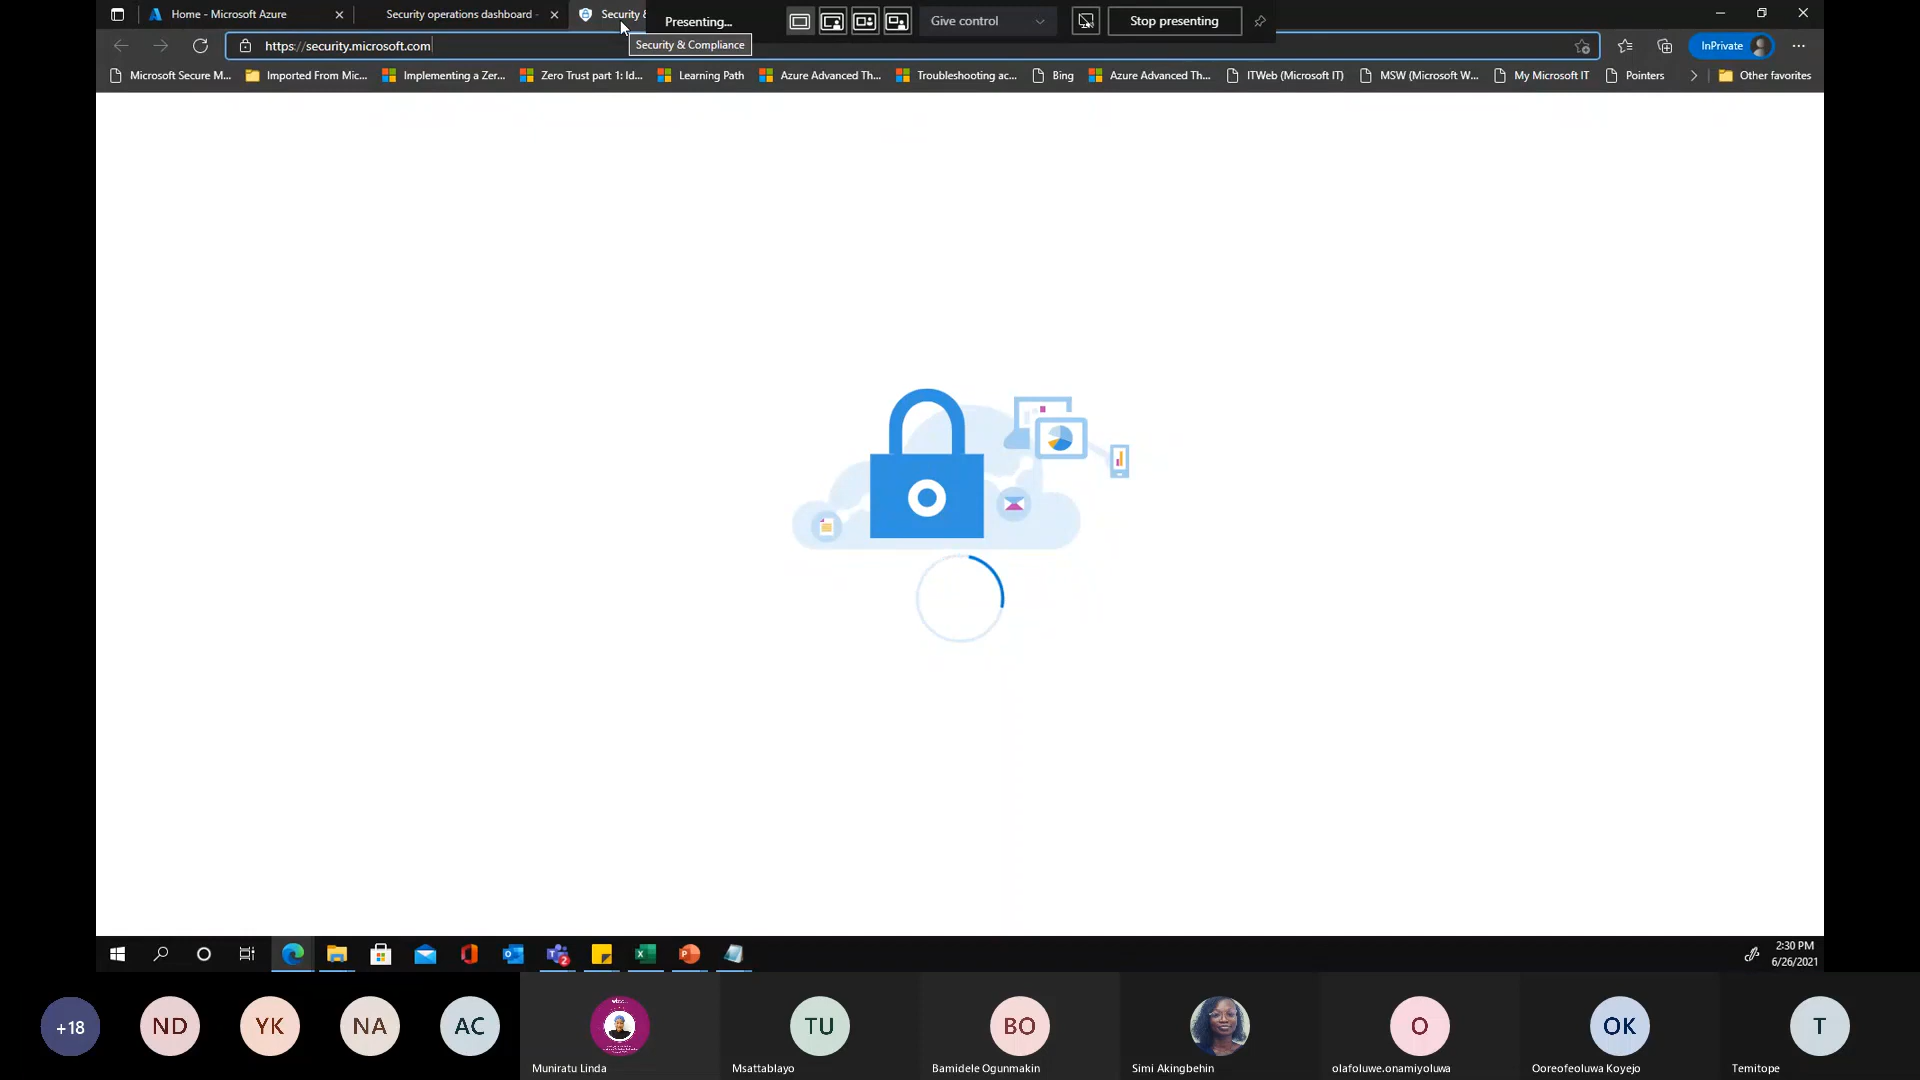 Home - Microsoft Azure
Security operations dashboard -
Security &
Presenting...
Give control
Stop presenting
Security & Compliance
https://security.microsoft.com
InPrivate
Microsoft Secure M...
Imported From Mic...
Implementing a Zer...
Zero Trust part 1: Id...
Learning Path
Azure Advanced Th...
Troubleshooting ac...
Bing
Azure Advanced Th...
ITWeb (Microsoft IT)
MSW (Microsoft W...
My Microsoft IT
Pointers
Other favorites
2
2:30 PM
6/26/2021
+18
ND
YK
NA
AC
TU
BO
O
OK
T
Muniratu Linda
Msattablayo
Bamidele Ogunmakin
Simi Akingbehin
olafoluwe.onamiyoluwa
Ooreofeoluwa Koyejo
Temitope